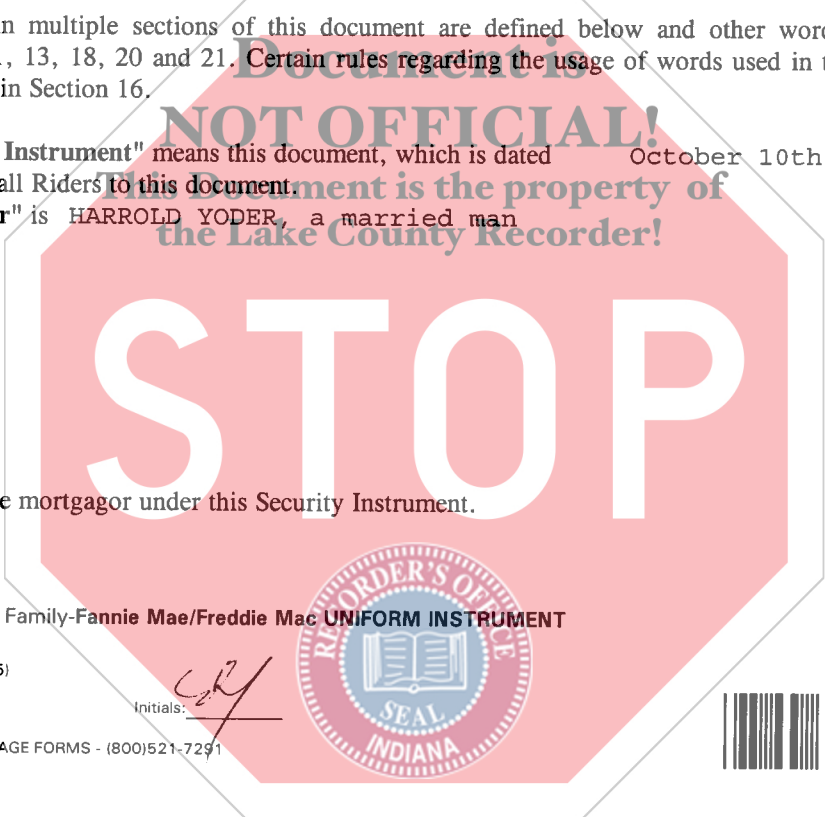 n multiple sections of this document are defined below and other word
, 13, 18, 20 and 21. Certain rules regarding the usage of words used in t
in Section 16.
Document is
NOT OFFICIAL!
This Document is the property of
the Lake County Recorder!
Instrument" means this document, which is dated October 10th
all Riders to this document.
r" is HARROLD YODER, a married man
STOP
e mortgagor under this Security Instrument.
Family-Fannie Mae/Freddie Mac UNIFORM INSTRUMENT
5)
Initials:
AGE FORMS - (800)521-7291
RECORDER'S OFFICE
SEAL
INDIANA